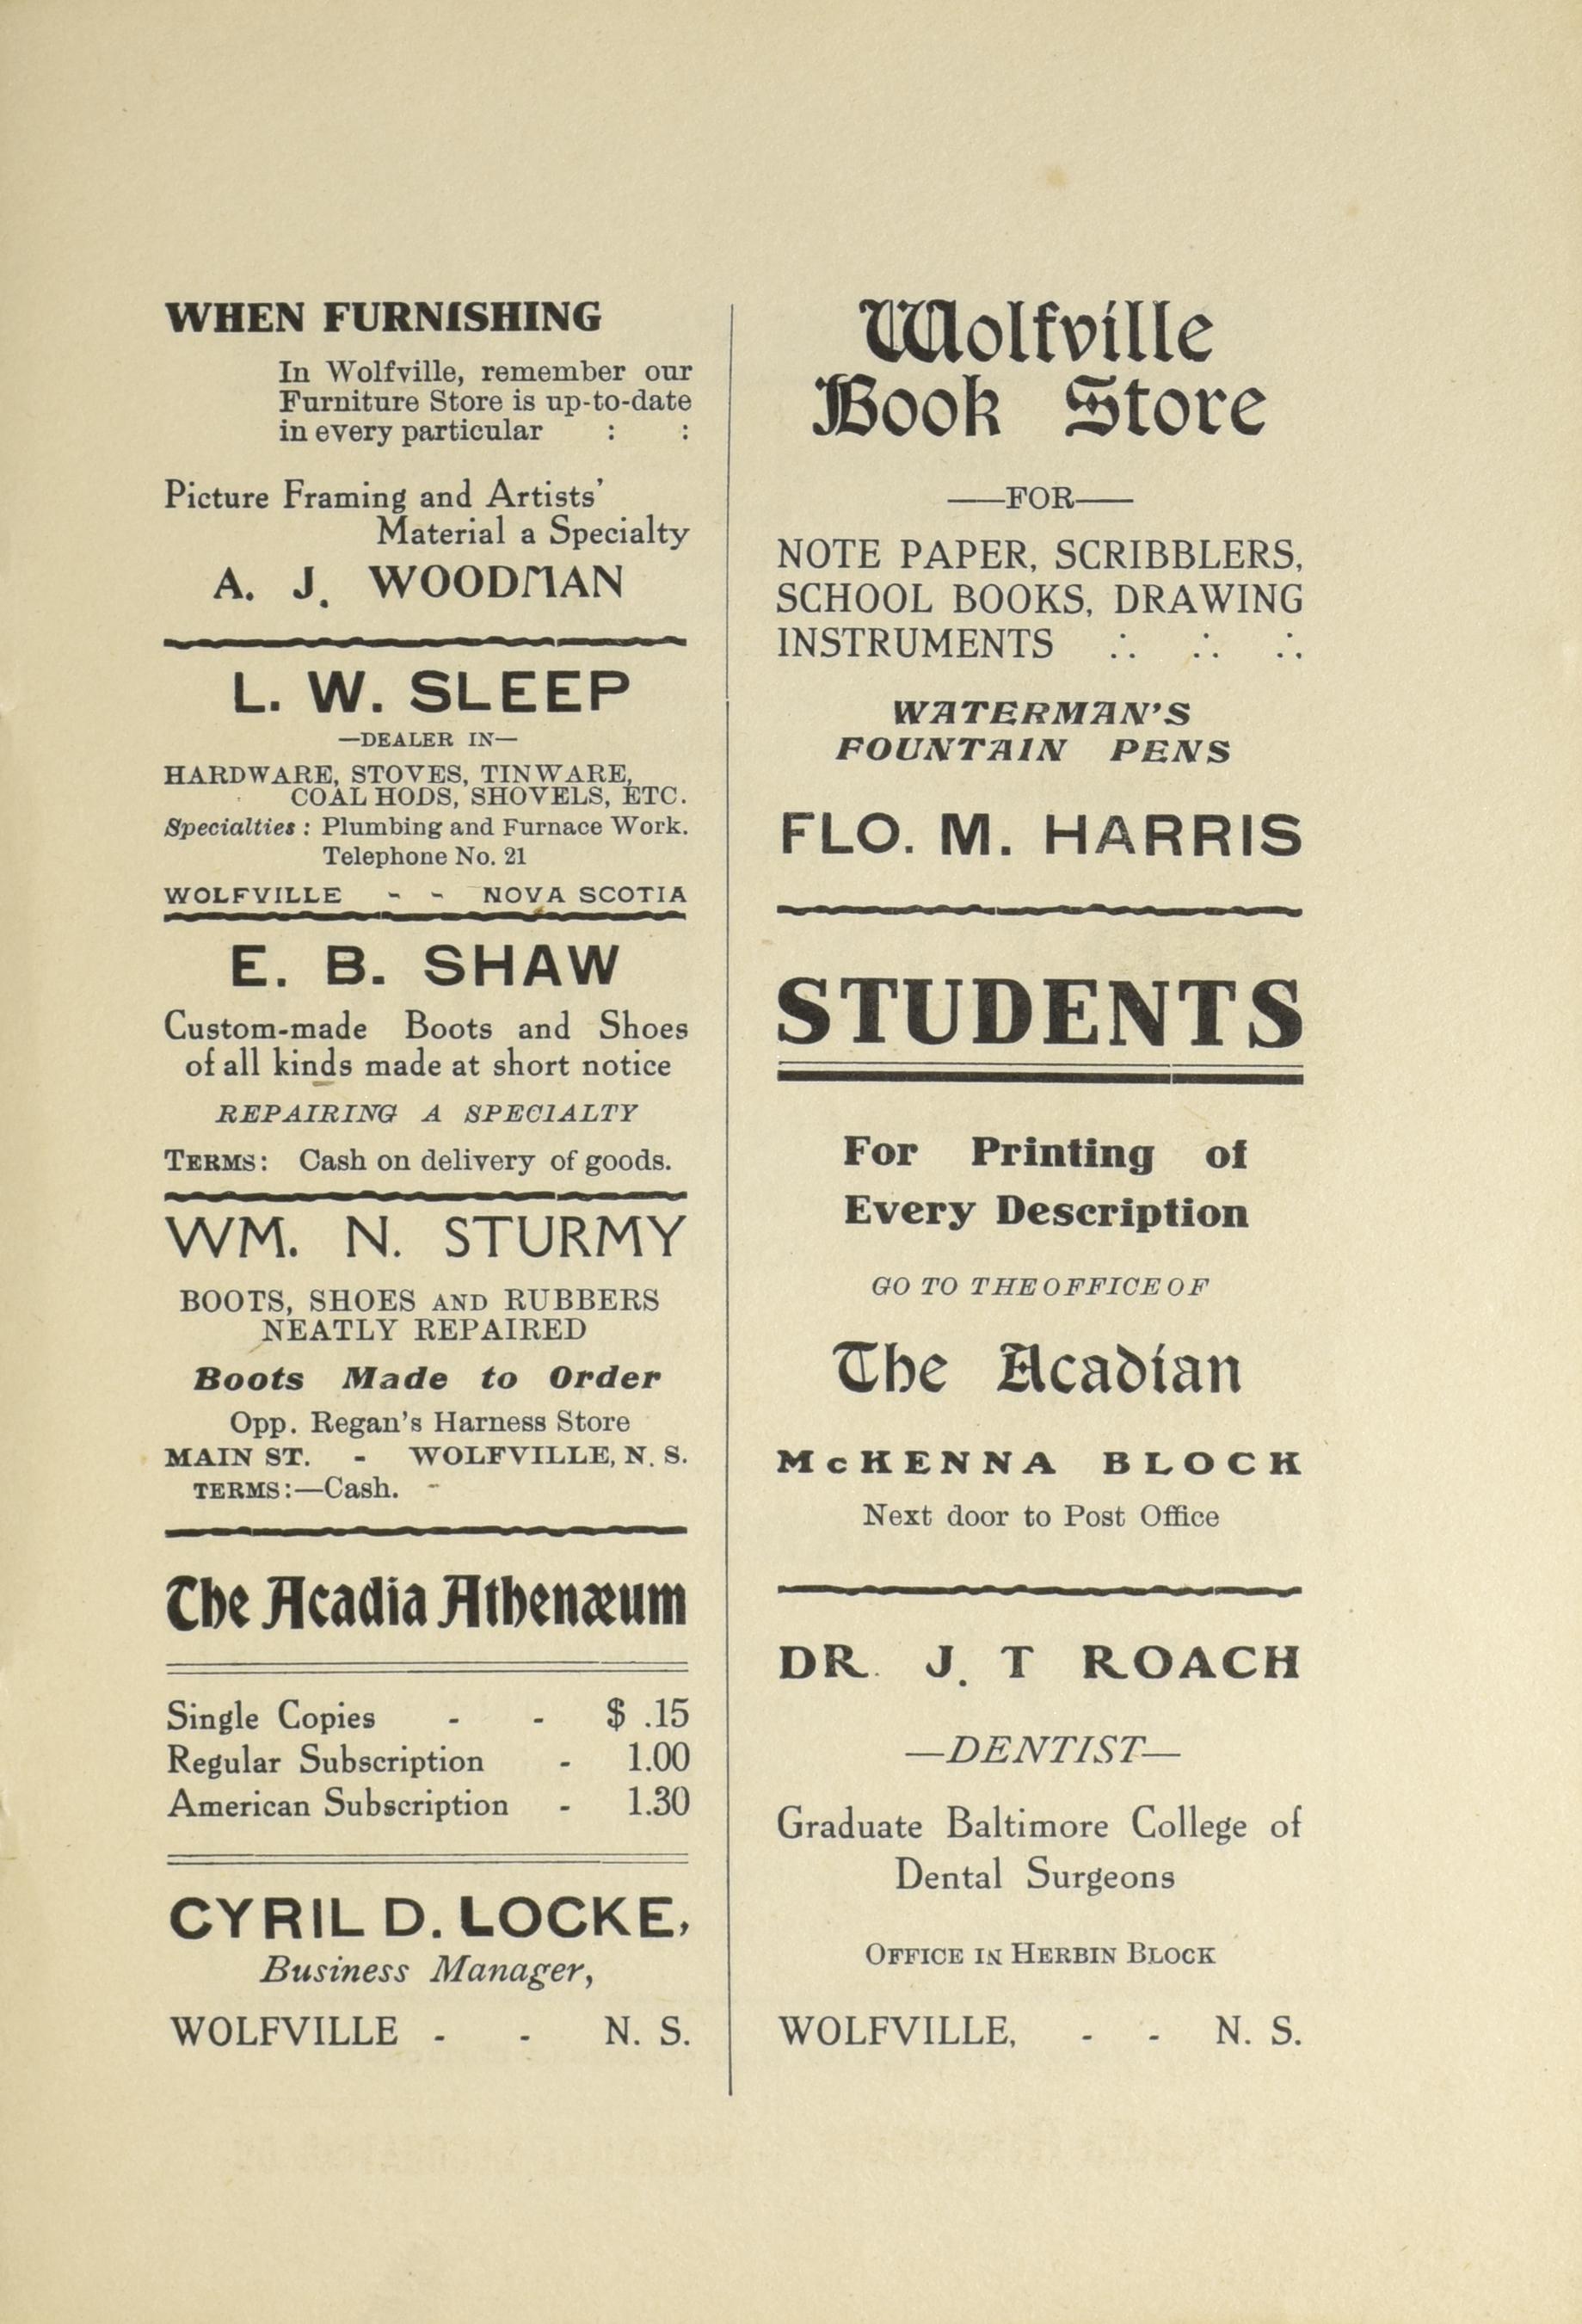 WHEN FURNISHING
In Wolfville, remember our
Furniture Store is up-to-date
in every particular : :
Picture Framing and Artists'
Material a Specialty
A. J. WOODMAN
L. W. SLEEP
—DEALER IN—
HARDWARE, STOVES, TINWARE,
COAL HODS, SHOVELS, ETC.
Specialties : Plumbing and Furnace Work.
Telephone No. 21
WOLFVILLE - - NOVA SCOTIA
E. B. SHAW
Custom-made Boots and Shoes
of all kinds made at short notice
REPAIRING A SPECIALTY
TERMS: Cash on delivery of goods.
WM. N. STURMY
BOOTS, SHOES AND RUBBERS
NEATLY REPAIRED
Boots Made to Order
Opp. Regan's Harness Store
MAIN ST. - WOLFVILLE, N. S.
TERMS:—Cash. -
The Acadia Athenæum
Single Copies - - $ .15
Regular Subscription - 1.00
American Subscription - 1.30
CYRIL D. LOCKE,
Business Manager,
WOLFVILLE - - N. S.
Wolfville
Book Store
—FOR—
NOTE PAPER, SCRIBBLERS,
SCHOOL BOOKS, DRAWING
INSTRUMENTS ∴ ∴ ∴
WATERMAN'S
FOUNTAIN PENS
FLO. M. HARRIS
STUDENTS
For Printing of
Every Description
GO TO THE OFFICE OF
The Acadian
McKENNA BLOCK
Next door to Post Office
DR. J. T ROACH
—DENTIST—
Graduate Baltimore College of
Dental Surgeons
OFFICE IN HERBIN BLOCK
WOLFVILLE, - - N. S.